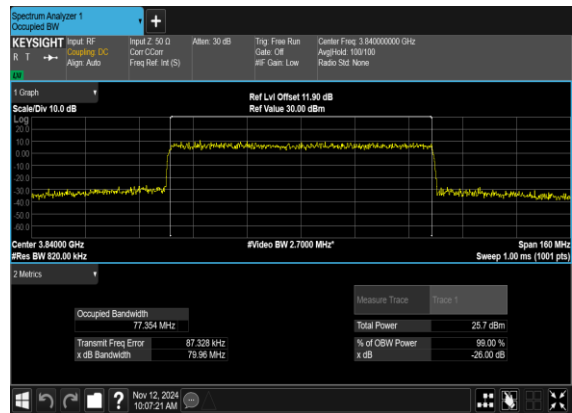 Spectrum Analyzer 1
Occupied BW
+
KEYSIGHT Input: RF Input Z: 50 Ω Atten: 30 dB Trig: Free Run Center Freq: 3.840000000 GHz
R T Coupling: DC Corr CCorr Gate: Off Avg|Hold: 100/100
Align: Auto Freq Ref: Int (S) #IF Gain: Low Radio Std: None
LW
1 Graph
Ref Lvl Offset 11.90 dB
Scale/Div 10.0 dB Ref Value 30.00 dBm
Log
20.0
10.0
0.00
-10.0
-20.0
-30.0
-40.0
-50.0
-60.0
Center 3.84000 GHz #Video BW 2.7000 MHz* Span 160 MHz
#Res BW 820.00 kHz Sweep 1.00 ms (1001 pts)
2 Metrics
Measure Trace Trace 1
Occupied Bandwidth
77.354 MHz Total Power 25.7 dBm
Transmit Freq Error 87.328 kHz % of OBW Power 99.00 %
x dB Bandwidth 79.96 MHz x dB -26.00 dB
? Nov 12, 2024
10:07:21 AM